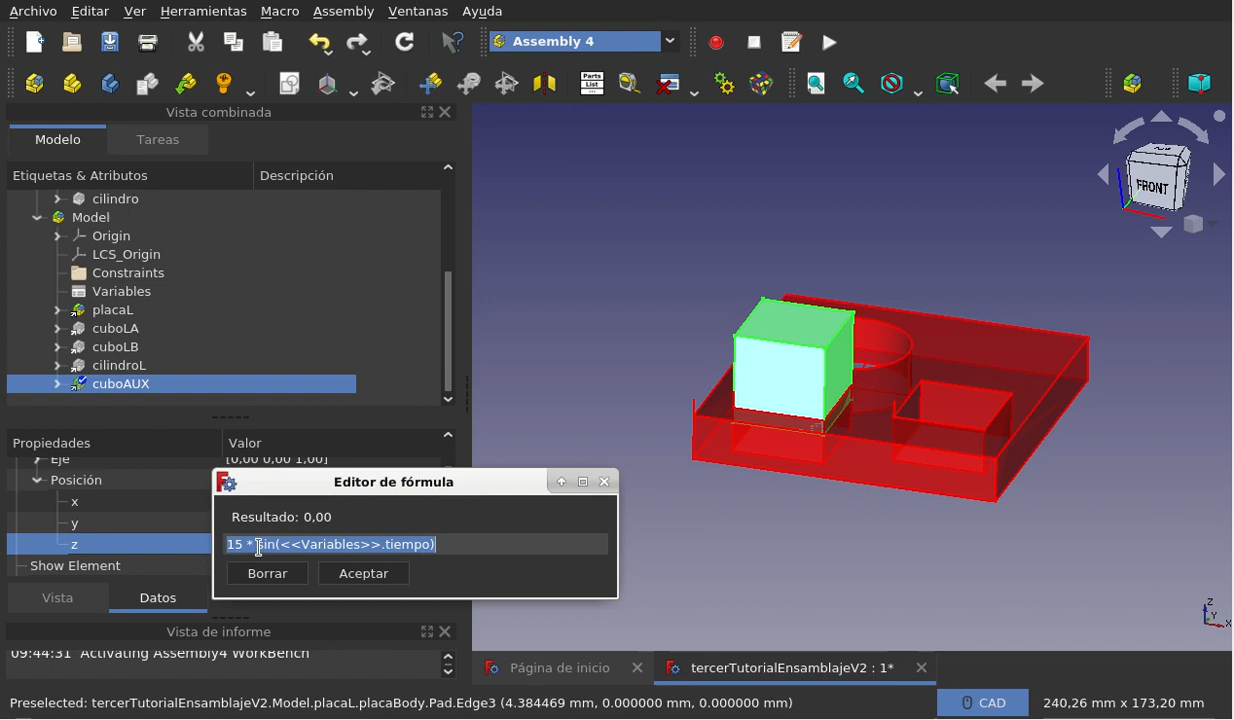 Archivo Editar Ver Herramientas Macro Assembly Ventanas Ayuda
Assembly 4
Parts List
Vista combinada
Modelo Tareas
Etiquetas & Atributos Descripción
cilindro
Model
Origin
LCS_Origin
Constraints
Variables
placaL
cuboLA
cuboLB
cilindroL
cuboAUX
Propiedades Valor
Eje [0,00 0,00 1,00]
Posición
x
y
z
Show Element
Vista Datos
Editor de fórmula
Resultado: 0,00
15 * sin(<<Variables>>.tiempo)
Borrar Aceptar
FRONT
Z
Y
X
Vista de informe
09:44:31 Activating Assembly4 WorkBench
Página de inicio tercerTutorialEnsamblajeV2 : 1*
Preselected: tercerTutorialEnsamblajeV2.Model.placaL.placaBody.Pad.Edge3 (4.384469 mm, 0.000000 mm, 0.000000 mm) CAD 240,26 mm x 173,20 mm